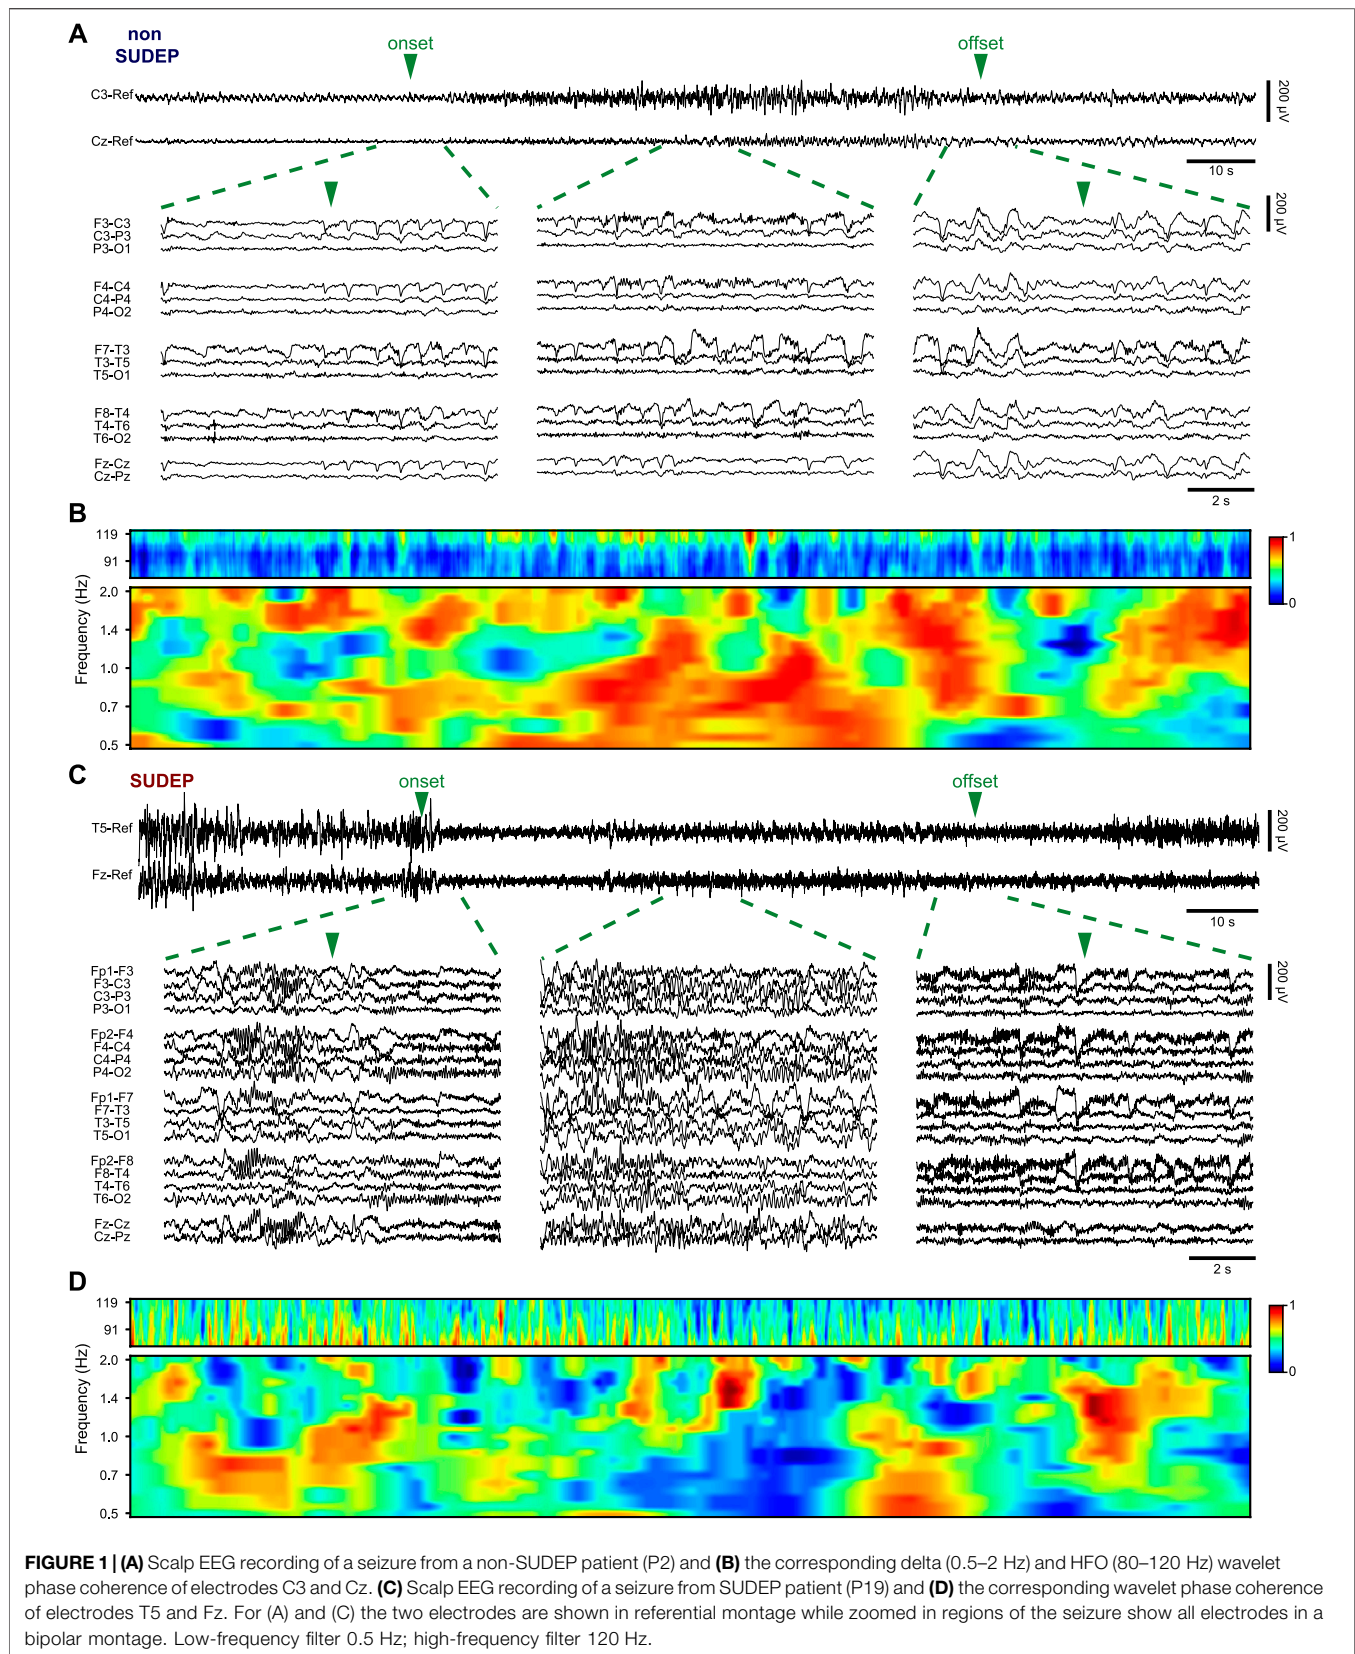 A
non
SUDEP
onset
offset
C3-Ref
200 µV
Cz-Ref
10 s
200 µV
F3-C3
C3-P3
P3-O1
F4-C4
C4-P4
P4-O2
F7-T3
T3-T5
T5-O1
F8-T4
T4-T6
T6-O2
Fz-Cz
Cz-Pz
2 s
B
119
91
1
0
Frequency (Hz)
2.0
1.4
1.0
0.7
0.5
C
SUDEP
onset
offset
T5-Ref
200 µV
Fz-Ref
10 s
200 µV
Fp1-F3
F3-C3
C3-P3
P3-O1
Fp2-F4
F4-C4
C4-P4
P4-O2
Fp1-F7
F7-T3
T3-T5
T5-O1
Fp2-F8
F8-T4
T4-T6
T6-O2
Fz-Cz
Cz-Pz
2 s
D
119
91
1
0
Frequency (Hz)
2.0
1.4
1.0
0.7
0.5
FIGURE 1 | (A) Scalp EEG recording of a seizure from a non-SUDEP patient (P2) and (B) the corresponding delta (0.5–2 Hz) and HFO (80–120 Hz) wavelet
phase coherence of electrodes C3 and Cz. (C) Scalp EEG recording of a seizure from SUDEP patient (P19) and (D) the corresponding wavelet phase coherence
of electrodes T5 and Fz. For (A) and (C) the two electrodes are shown in referential montage while zoomed in regions of the seizure show all electrodes in a
bipolar montage. Low-frequency filter 0.5 Hz; high-frequency filter 120 Hz.